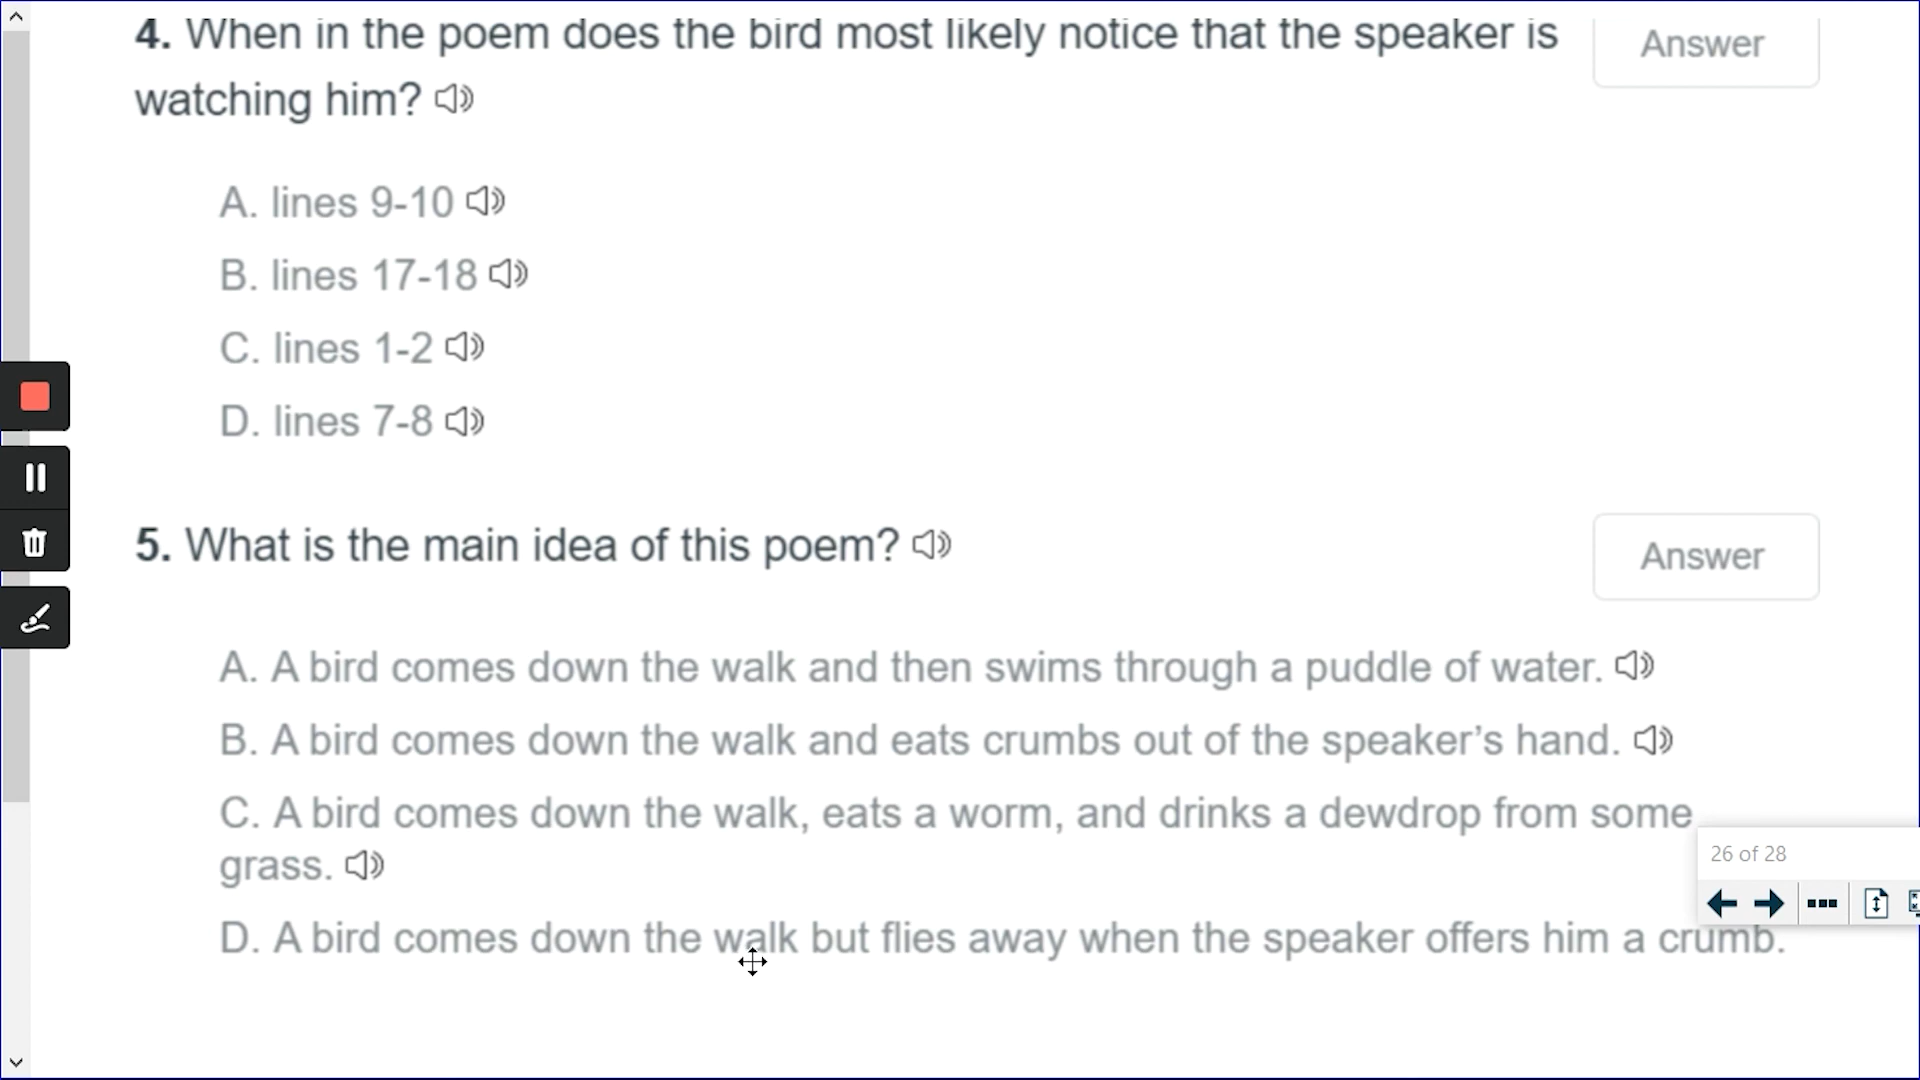 4. When in the poem does the bird most likely notice that the speaker is
watching him?
Answer
A. lines 9-10
B. lines 17-18
C. lines 1-2
D. lines 7-8
5. What is the main idea of this poem?
Answer
A. A bird comes down the walk and then swims through a puddle of water.
B. A bird comes down the walk and eats crumbs out of the speaker’s hand.
C. A bird comes down the walk, eats a worm, and drinks a dewdrop from some
grass.
D. A bird comes down the walk but flies away when the speaker offers him a crumb.
26 of 28